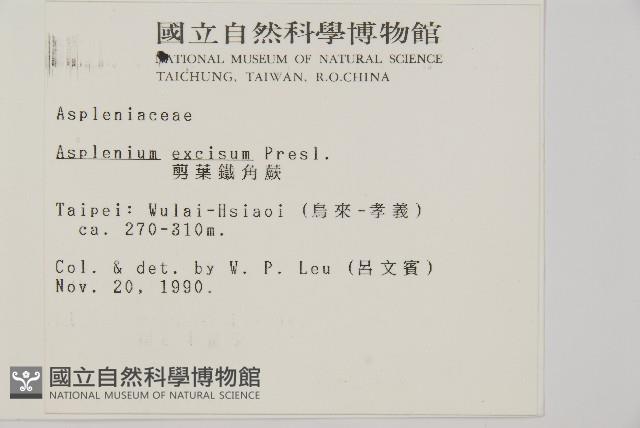 國立自然科學博物館
NATIONAL MUSEUM OF NATURAL SCIENCE
TAICHUNG, TAIWAN, R.O.CHINA
Aspleniaceae
Asplenium excisum Presl.
剪葉鐵角蕨
Taipei: Wulai-Hsiaoi (烏來-孝義)
ca. 270-310m.
Col. & det. by W. P. Leu (呂文賓)
Nov. 20, 1990.
國立自然科學博物館
NATIONAL MUSEUM OF NATURAL SCIENCE